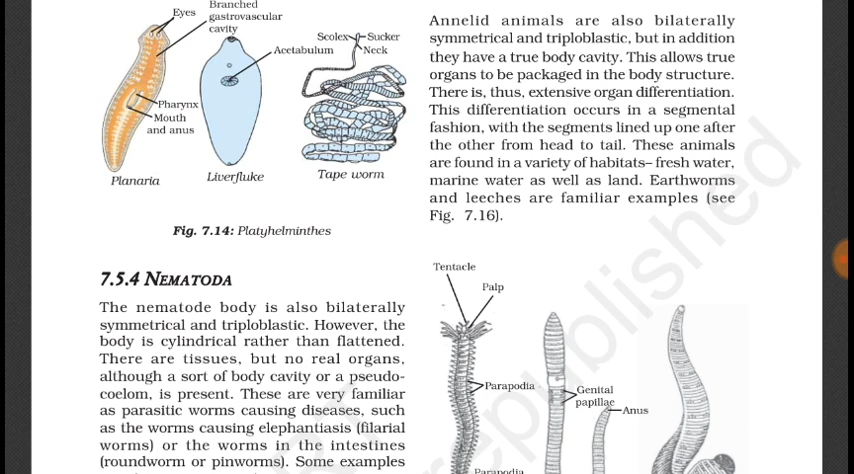 Eyes
Branched
gastrovascular
cavity
Pharynx
Mouth
and anus
Planaria
Acetabulum
Liverfluke
Scolex
Sucker
Neck
Tape worm
Fig. 7.14: Platyhelminthes
7.5.4 NEMATODA
The nematode body is also bilaterally
symmetrical and triploblastic. However, the
body is cylindrical rather than flattened.
There are tissues, but no real organs,
although a sort of body cavity or a pseudo-
coelom, is present. These are very familiar
as parasitic worms causing diseases, such
as the worms causing elephantiasis (filarial
worms) or the worms in the intestines
(roundworm or pinworms). Some examples
Annelid animals are also bilaterally
symmetrical and triploblastic, but in addition
they have a true body cavity. This allows true
organs to be packaged in the body structure.
There is, thus, extensive organ differentiation.
This differentiation occurs in a segmental
fashion, with the segments lined up one after
the other from head to tail. These animals
are found in a variety of habitats– fresh water,
marine water as well as land. Earthworms
and leeches are familiar examples (see
Fig. 7.16).
Tentacle
Palp
Parapodia
Genital
papillae
Anus
Parapodia
republished